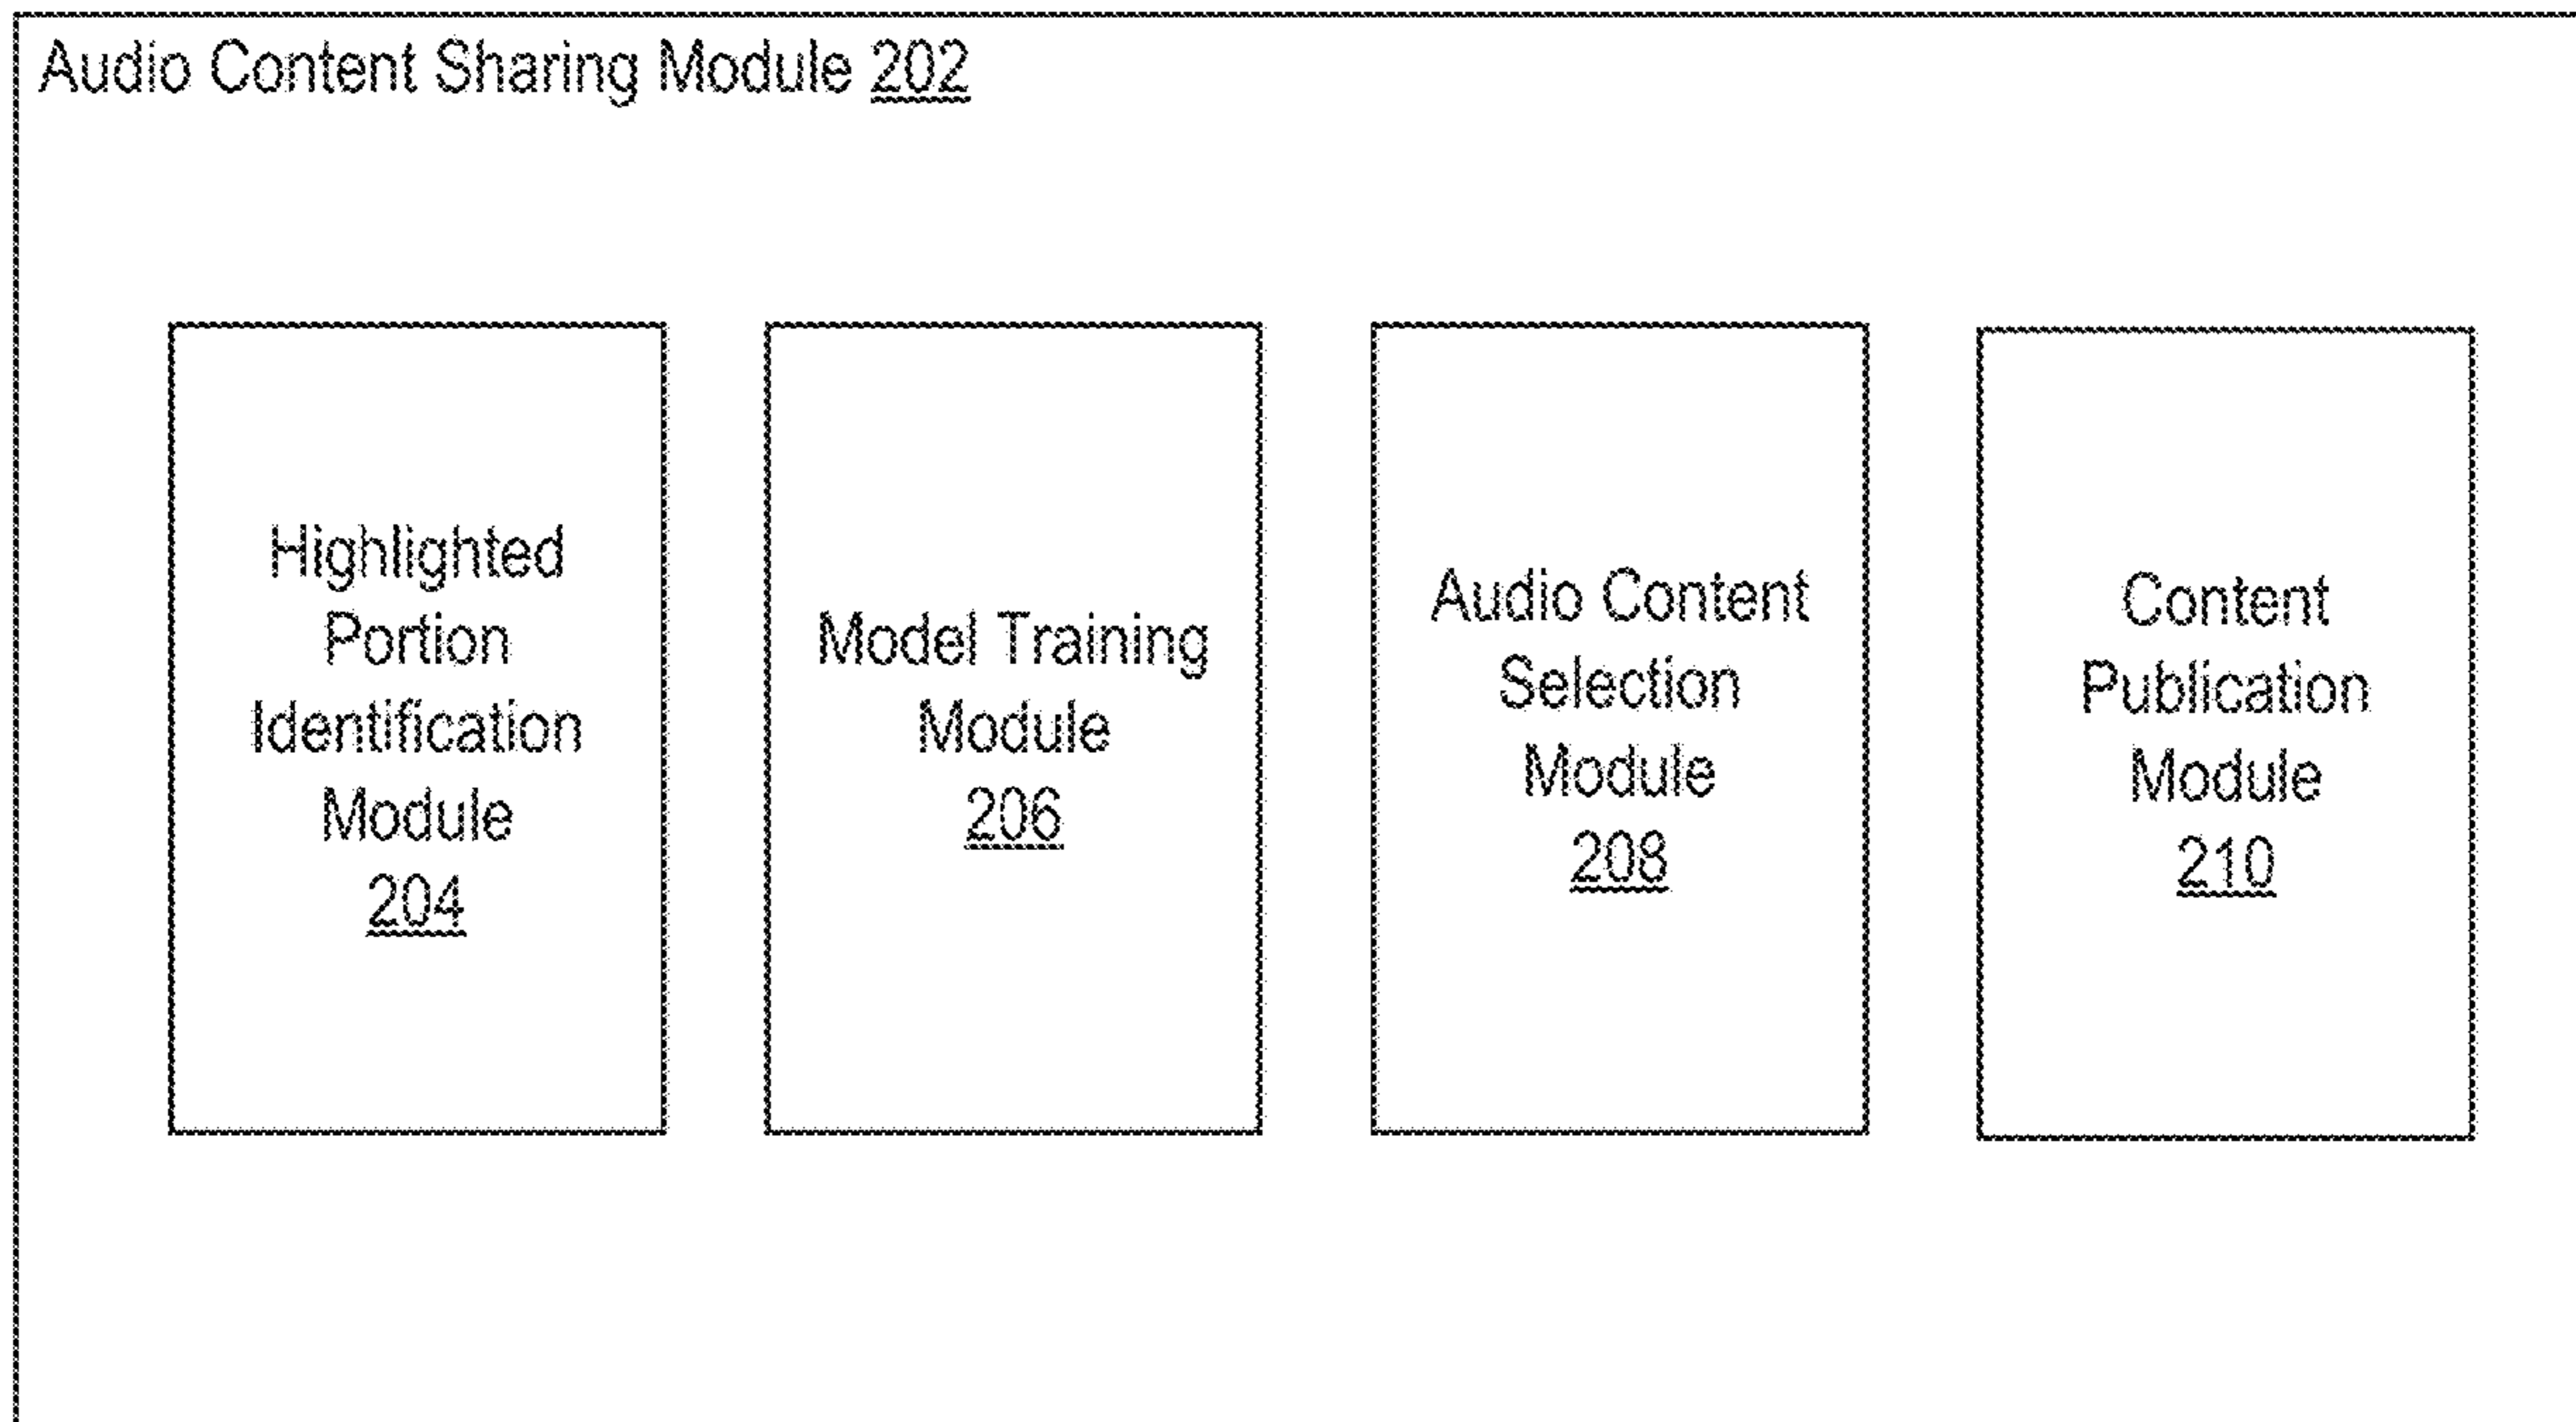 Audio Content Sharing Module 202
Highlighted
Portion
Identification
Module
204
Model Training
Module
206
Audio Content
Selection
Module
208
Content
Publication
Module
210